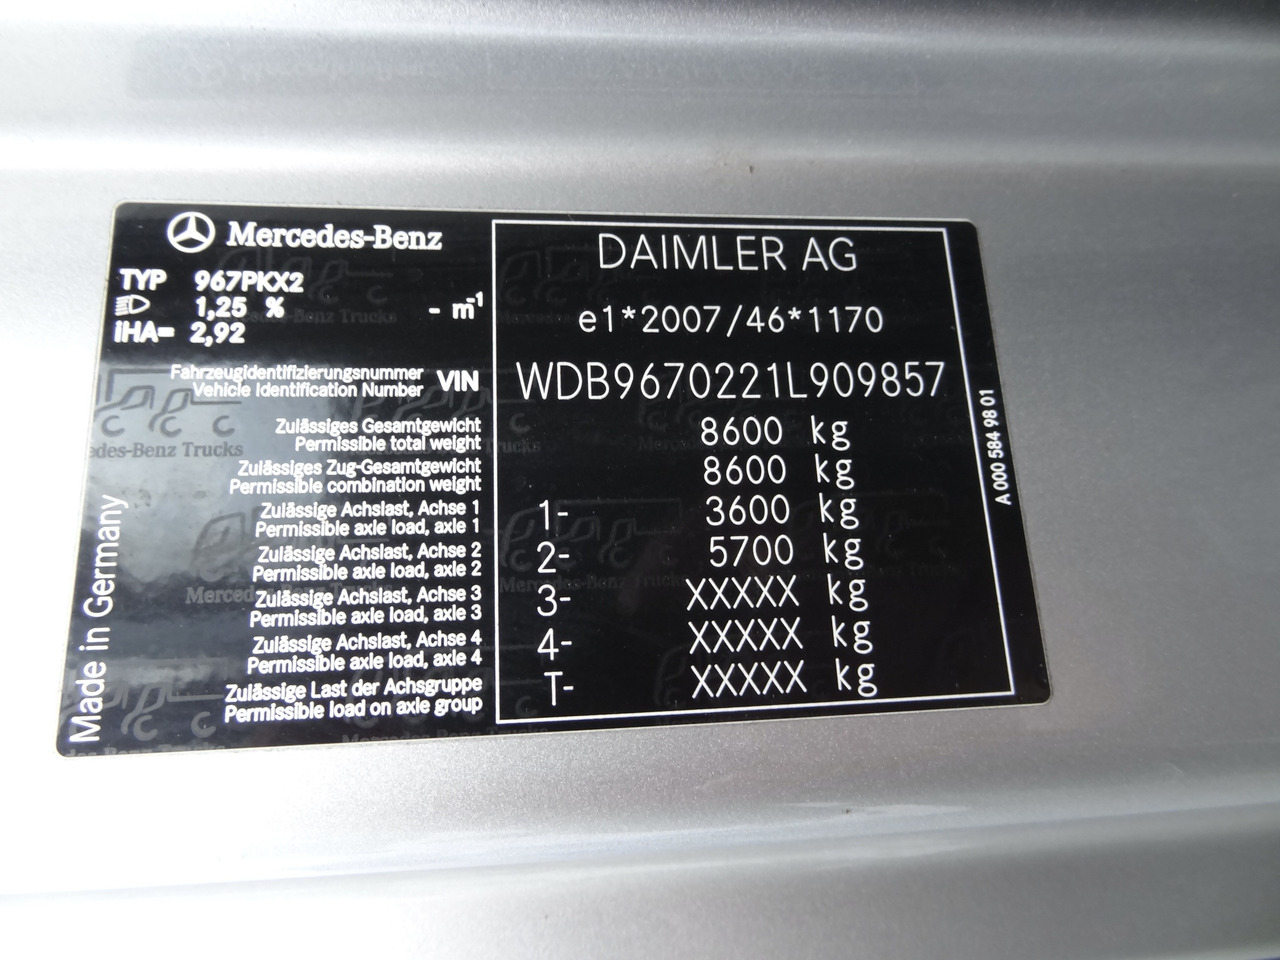 Mercedes-Benz
TYP 967PKX2
1,25 % - m-1
iHA= 2,92
DAIMLER AG
e1*2007/46*1170
Fahrzeugidentifizierungsnummer
Vehicle Identification Number VIN WDB9670221L909857
Zulässiges Gesamtgewicht
Permissible total weight 8600 kg
Zulässiges Zug-Gesamtgewicht
Permissible combination weight 8600 kg
Zulässige Achslast, Achse 1
Permissible axle load, axle 1 1- 3600 kg
Zulässige Achslast, Achse 2
Permissible axle load, axle 2 2- 5700 kg
Zulässige Achslast, Achse 3
Permissible axle load, axle 3 3- XXXXX kg
Zulässige Achslast, Achse 4
Permissible axle load, axle 4 4- XXXXX kg
Zulässige Last der Achsgruppe
Permissible load on axle group T- XXXXX kg
Made in Germany
A 000 584 98 01